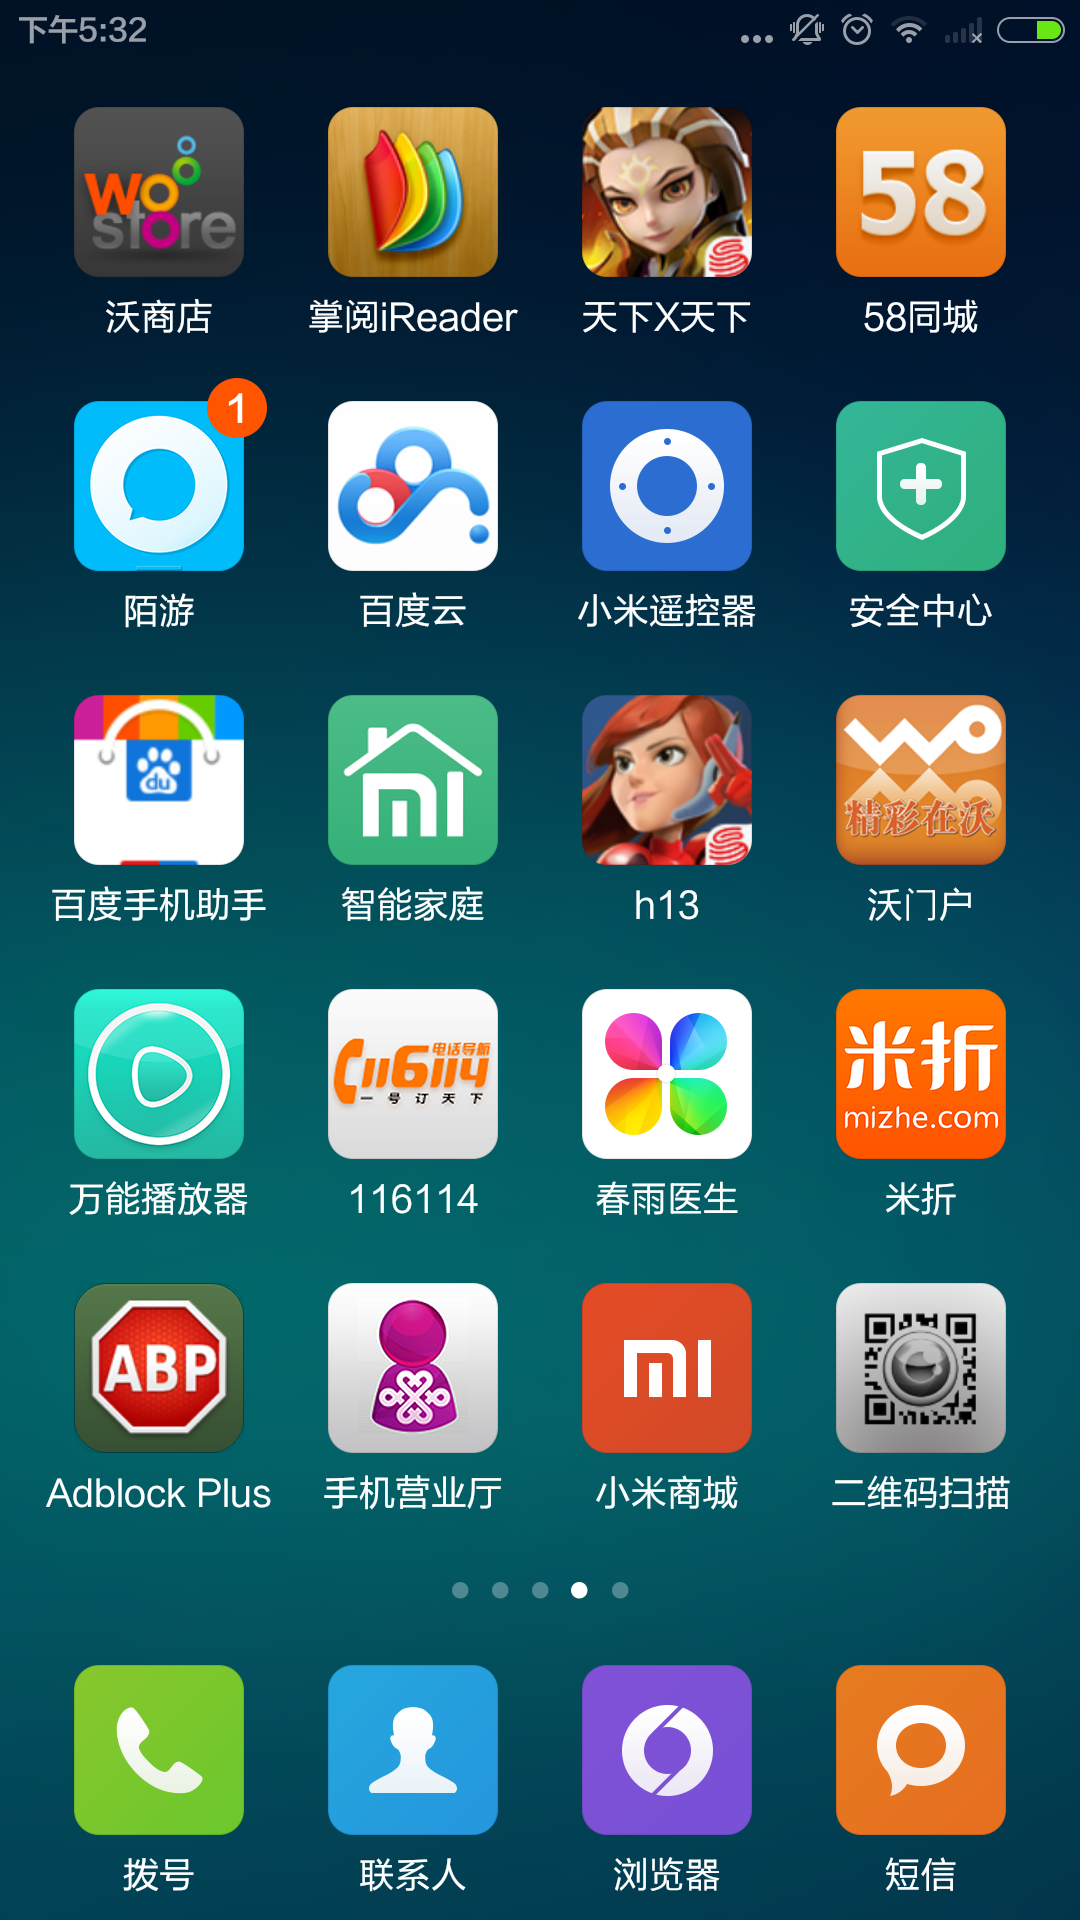 下午5:32
wo
store
58
沃商店
掌阅iReader
天下X天下
58同城
1
陌游
百度云
小米遥控器
安全中心
du
精彩在沃
百度手机助手
智能家庭
h13
沃门户
电话导航
116114
一号订天下
米折
mizhe.com
万能播放器
116114
春雨医生
米折
ABP
Adblock Plus
手机营业厅
小米商城
二维码扫描
拨号
联系人
浏览器
短信